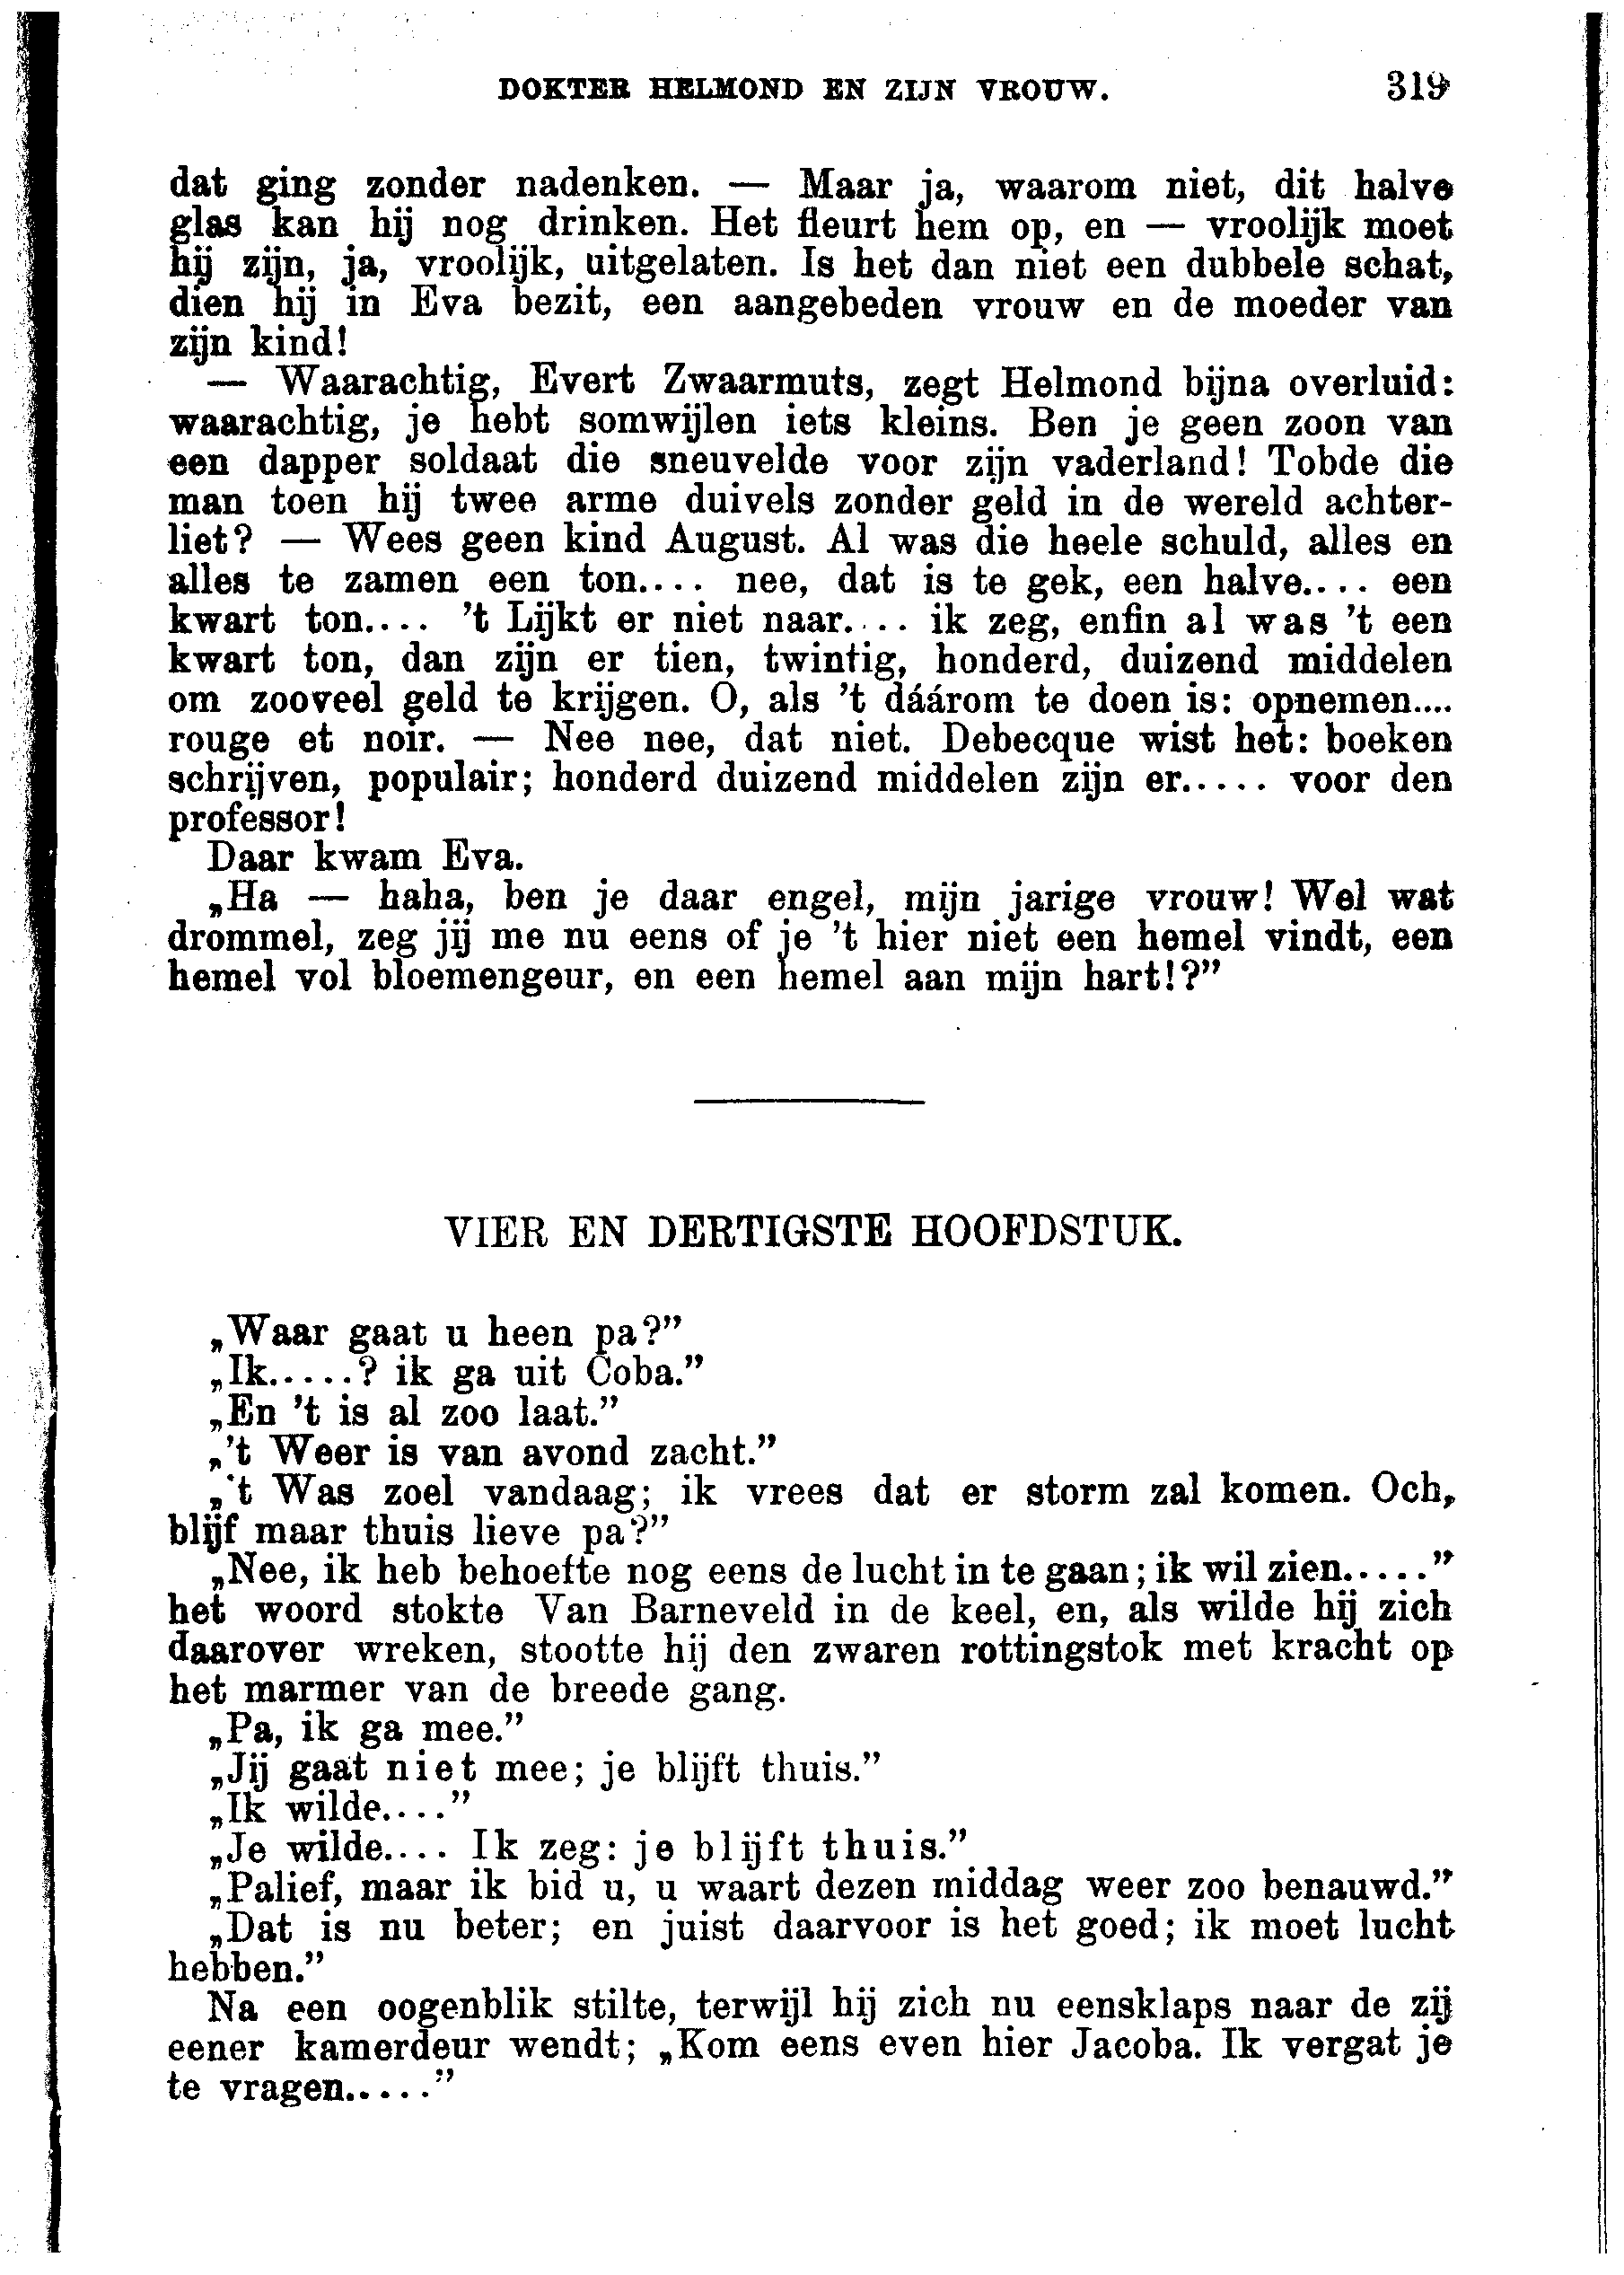 DOKTER HELMOND EN ZIJN VROUW. 319
dat ging zonder nadenken. — Maar ja, waarom niet, dit halve
glas kan hij nog drinken. Het fleurt hem op, en — vroolijk moet
hij zijn, ja, vroolijk, uitgelaten. Is het dan niet een dubbele schat,
dien hij in Eva bezit, een aangebeden vrouw en de moeder van
zijn kind!
— Waarachtig, Evert Zwaarmuts, zegt Helmond bijna overluid:
waarachtig, je hebt somwijlen iets kleins. Ben je geen zoon van
een dapper soldaat die sneuvelde voor zijn vaderland! Tobde die
man toen hij twee arme duivels zonder geld in de wereld achter-
liet? — Wees geen kind August. Al was die heele schuld, alles en
alles te zamen een ton.... nee, dat is te gek, een halve.... een
kwart ton.... 't Lijkt er niet naar.... ik zeg, enfin al was 't een
kwart ton, dan zijn er tien, twintig, honderd, duizend middelen
om zooveel geld te krijgen. O, als 't dáárom te doen is: opnemen....
rouge et noir. — Nee nee, dat niet. Debecque wist het: boeken
schrijven, populair; honderd duizend middelen zijn er..... voor den
professor!
Daar kwam Eva.
„Ha — haha, ben je daar engel, mijn jarige vrouw! Wel wat
drommel, zeg jij me nu eens of je 't hier niet een hemel vindt, een
hemel vol bloemengeur, en een hemel aan mijn hart!?”
VIER EN DERTIGSTE HOOFDSTUK.
„Waar gaat u heen pa?”
„Ik.....? ik ga uit Coba.”
„En 't is al zoo laat.”
„'t Weer is van avond zacht.”
„'t Was zoel vandaag; ik vrees dat er storm zal komen. Och,
blijf maar thuis lieve pa?”
„Nee, ik heb behoefte nog eens de lucht in te gaan; ik wil zien.....”
het woord stokte Van Barneveld in de keel, en, als wilde hij zich
daarover wreken, stootte hij den zwaren rottingstok met kracht op
het marmer van de breede gang.
„Pa, ik ga mee.”
„Jij gaat niet mee; je blijft thuis.”
„Ik wilde....”
„Je wilde.... Ik zeg: je blijft thuis.”
„Palief, maar ik bid u, u waart dezen middag weer zoo benauwd.”
„Dat is nu beter; en juist daarvoor is het goed; ik moet lucht
hebben.”
Na een oogenblik stilte, terwijl hij zich nu eensklaps naar de zij
eener kamerdeur wendt; „Kom eens even hier Jacoba. Ik vergat je
te vragen.....”